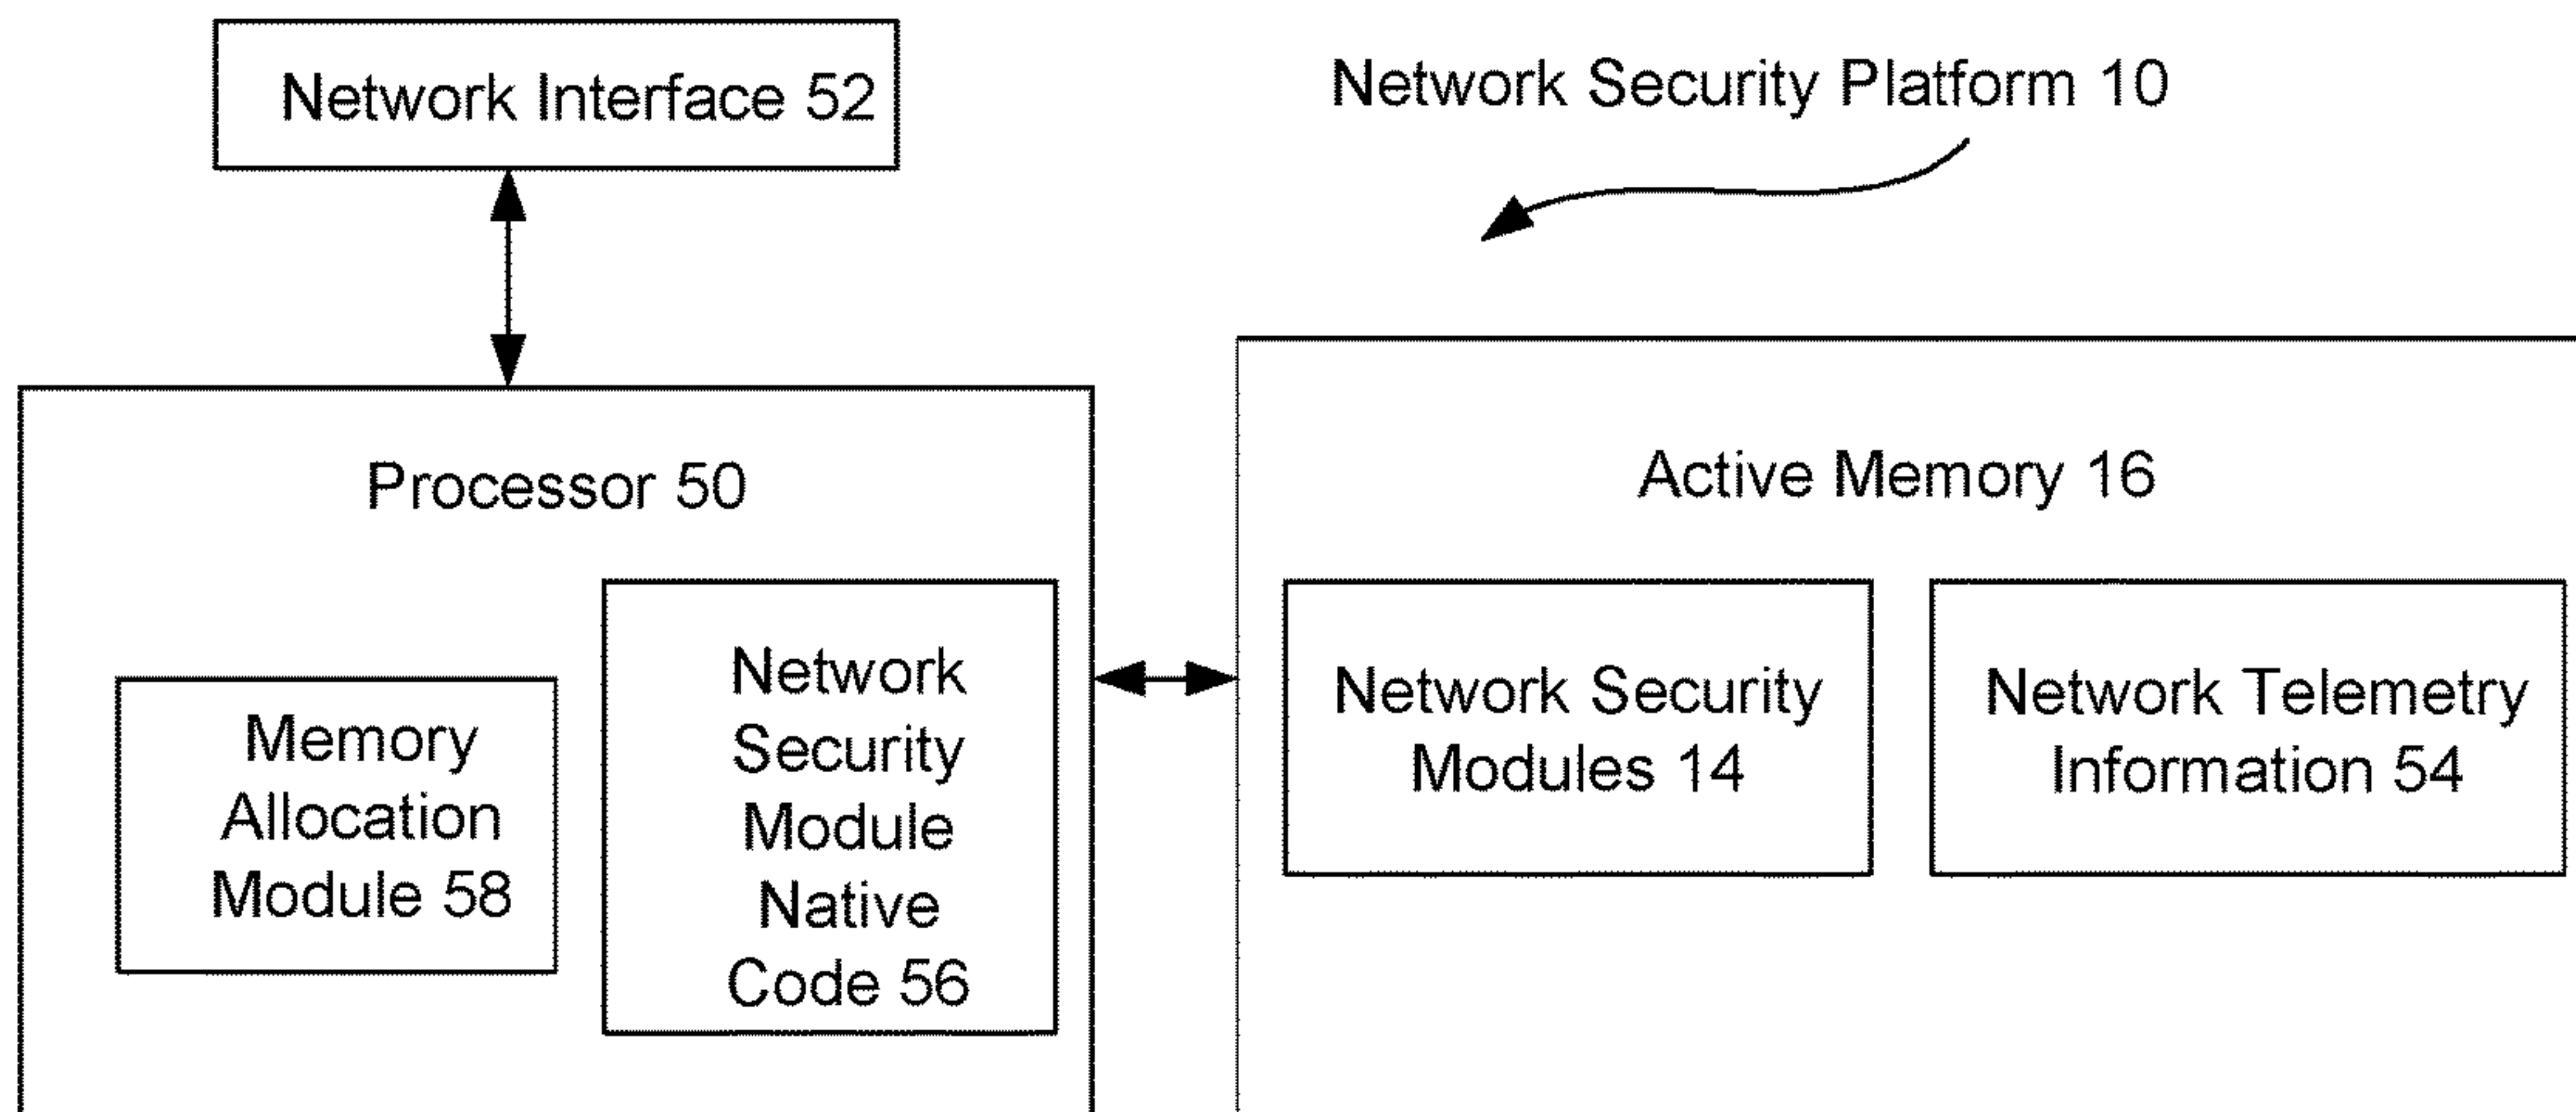 Network Interface 52
Network Security Platform 10
Processor 50
Memory
Allocation
Module 58
Network
Security
Module
Native
Code 56
Active Memory 16
Network Security
Modules 14
Network Telemetry
Information 54